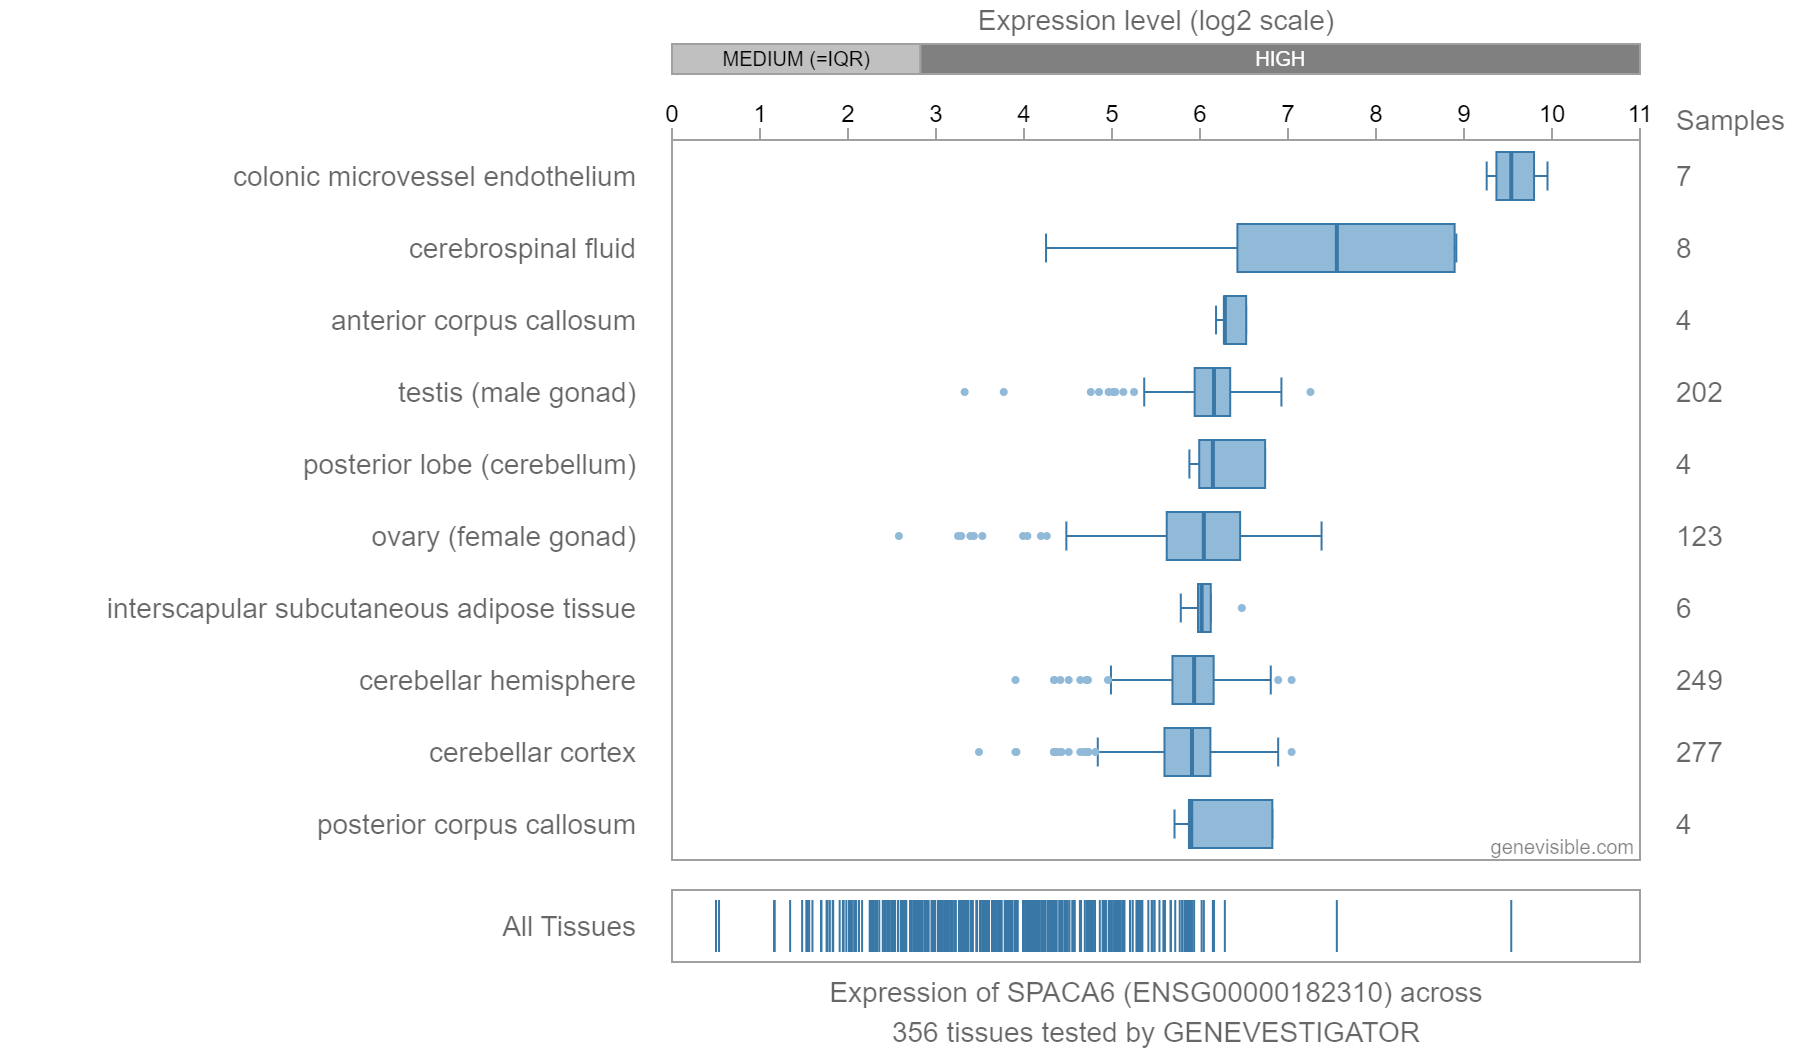 Expression level (log2 scale)
MEDIUM (=IQR) HIGH
0 1 2 3 4 5 6 7 8 9 10 11 Samples
colonic microvessel endothelium 7
cerebrospinal fluid 8
anterior corpus callosum 4
testis (male gonad) 202
posterior lobe (cerebellum) 4
ovary (female gonad) 123
interscapular subcutaneous adipose tissue 6
cerebellar hemisphere 249
cerebellar cortex 277
posterior corpus callosum 4
genevisible.com
All Tissues
Expression of SPACA6 (ENSG00000182310) across
356 tissues tested by GENEVESTIGATOR